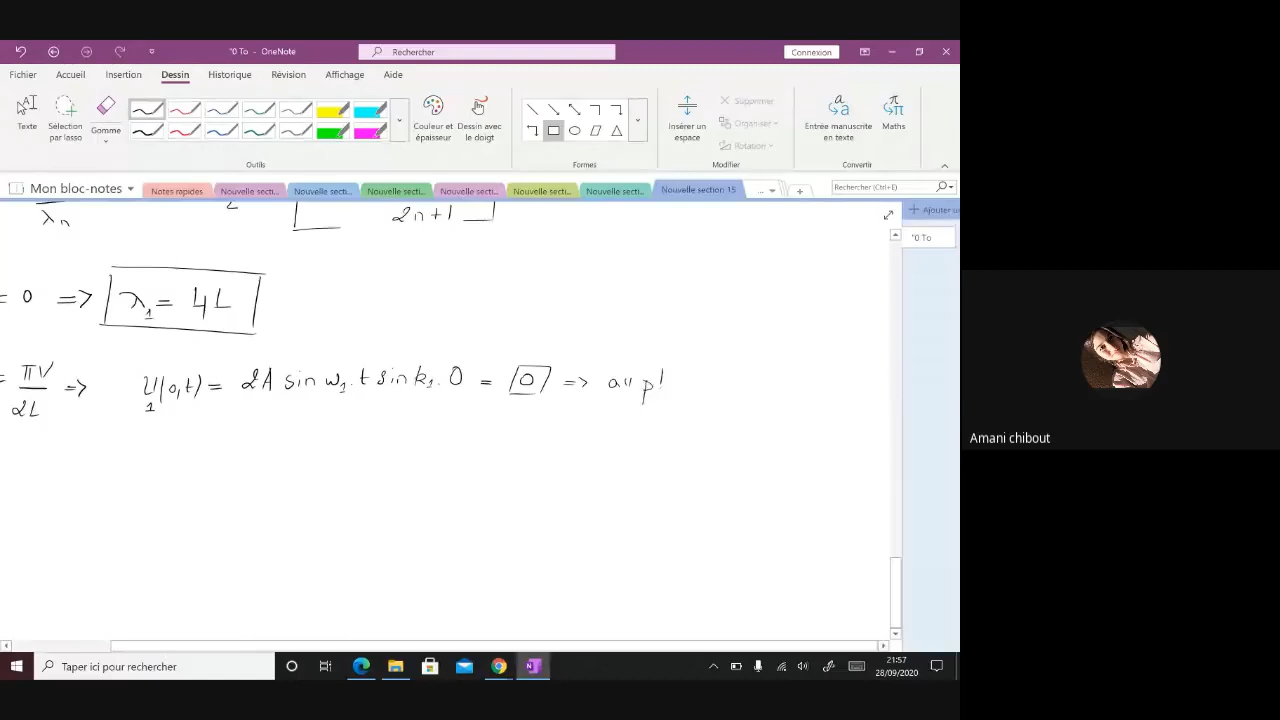 "0 To - OneNote
Rechercher
Connexion
Fichier Accueil Insertion Dessin Historique Révision Affichage Aide
Texte
Sélection par lasso
Gomme
Couleur et épaisseur
Dessin avec le doigt
Insérer un espace
Supprimer
Organiser
Rotation
Entrée manuscrite en texte
Maths
Outils Formes Modifier Convertir
Mon bloc-notes
Notes rapides Nouvelle secti... Nouvelle secti... Nouvelle secti... Nouvelle secti... Nouvelle secti... Nouvelle secti... Nouvelle section 15 ...
Rechercher (Ctrl+E)
Ajouter
"0 To
λn 2 2n+1
= 0 => λ1 = 4L
= πV/2L => U1(0,t) = 2A sin ω1.t sin k1.0 = 0 =>
Amani chibout
Taper ici pour rechercher
21:57
28/09/2020